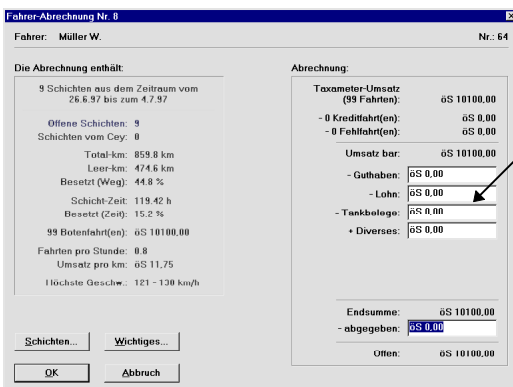 Fahrer-Abrechnung Nr. 8
Fahrer: Müller W. Nr.: 64
Die Abrechnung enthält:
9 Schichten aus dem Zeitraum vom
26.6.97 bis zum 4.7.97
Offene Schichten: 9
Schichten vom Cey: 0
Total-km: 859.8 km
Leer-km: 474.6 km
Besetzt (Weg): 44.8 %
Schicht-Zeit: 119.42 h
Besetzt (Zeit): 15.2 %
99 Botenfahrt(en): öS 10100,00
Fahrten pro Stunde: 0.8
Umsatz pro km: öS 11,75
Höchste Geschw.: 121 - 130 km/h
Schichten...
Wichtiges...
OK
Abbruch
Abrechnung:
Taxameter-Umsatz
(99 Fahrten): öS 10100,00
- 0 Kreditfahrt(en): öS 0,00
- 0 Fehlfahrt(en): öS 0,00
Umsatz bar: öS 10100,00
- Guthaben: öS 0,00
- Lohn: öS 0,00
- Tankbelege: öS 0,00
+ Diverses: öS 0,00
Endsumme: öS 10100,00
- abgegeben: öS 0,00
Offen: öS 10100,00